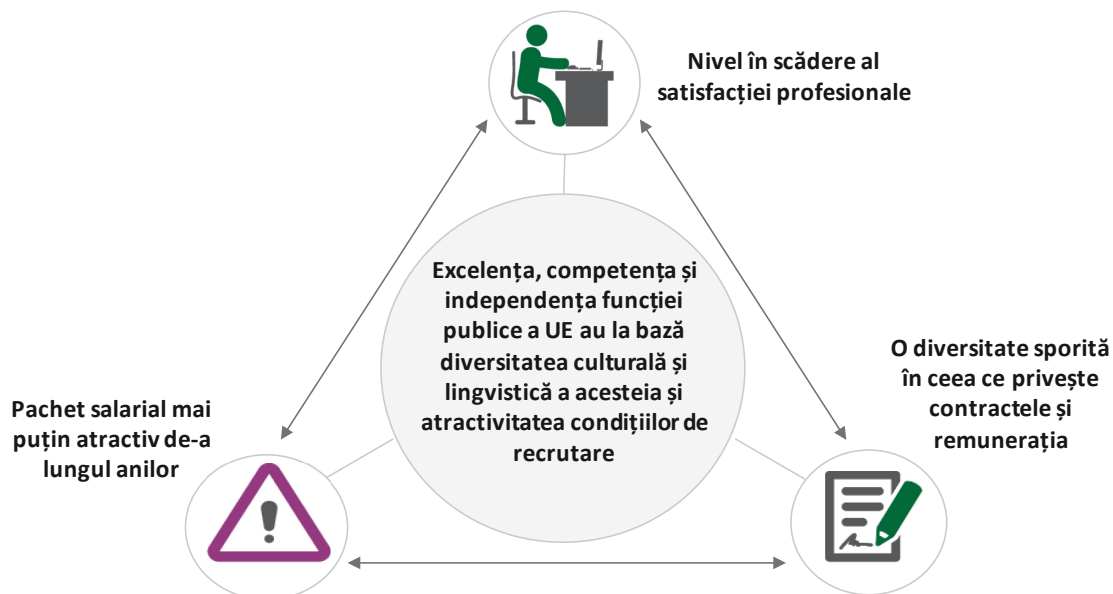 Nivel în scădere al
satisfacției profesionale
Excelența, competența și
independența funcției
publice a UE au la bază
diversitatea culturală și
lingvistică a acesteia și
atractivitatea condițiilor de
recrutare
O diversitate sporită
în ceea ce privește
contractele și
remunerația
Pachet salarial mai
puțin atractiv de-a
lungul anilor